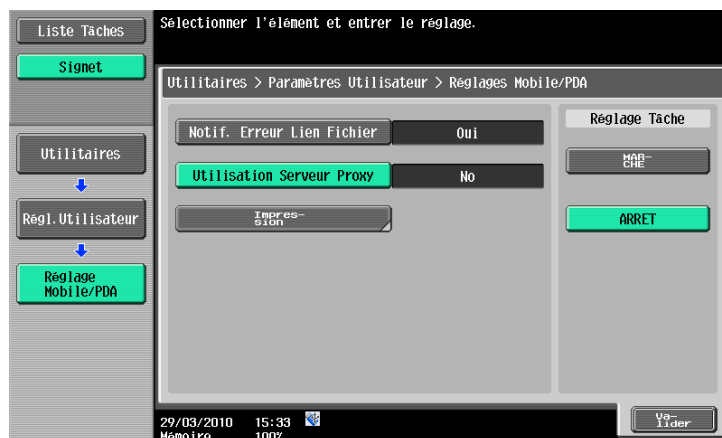 Liste Tâches
Sélectionner l'élément et entrer le réglage.
Signet
Utilitaires > Paramètres Utilisateur > Réglages Mobile/PDA
Notif. Erreur Lien Fichier
Oui
Réglage Tâche
Utilitaires
Utilisation Serveur Proxy
No
MAR-
CHE
Régl.Utilisateur
Impres-
sion
ARRET
Réglage
Mobile/PDA
29/03/2010 15:33
Mémoire 100%
Va-
lider